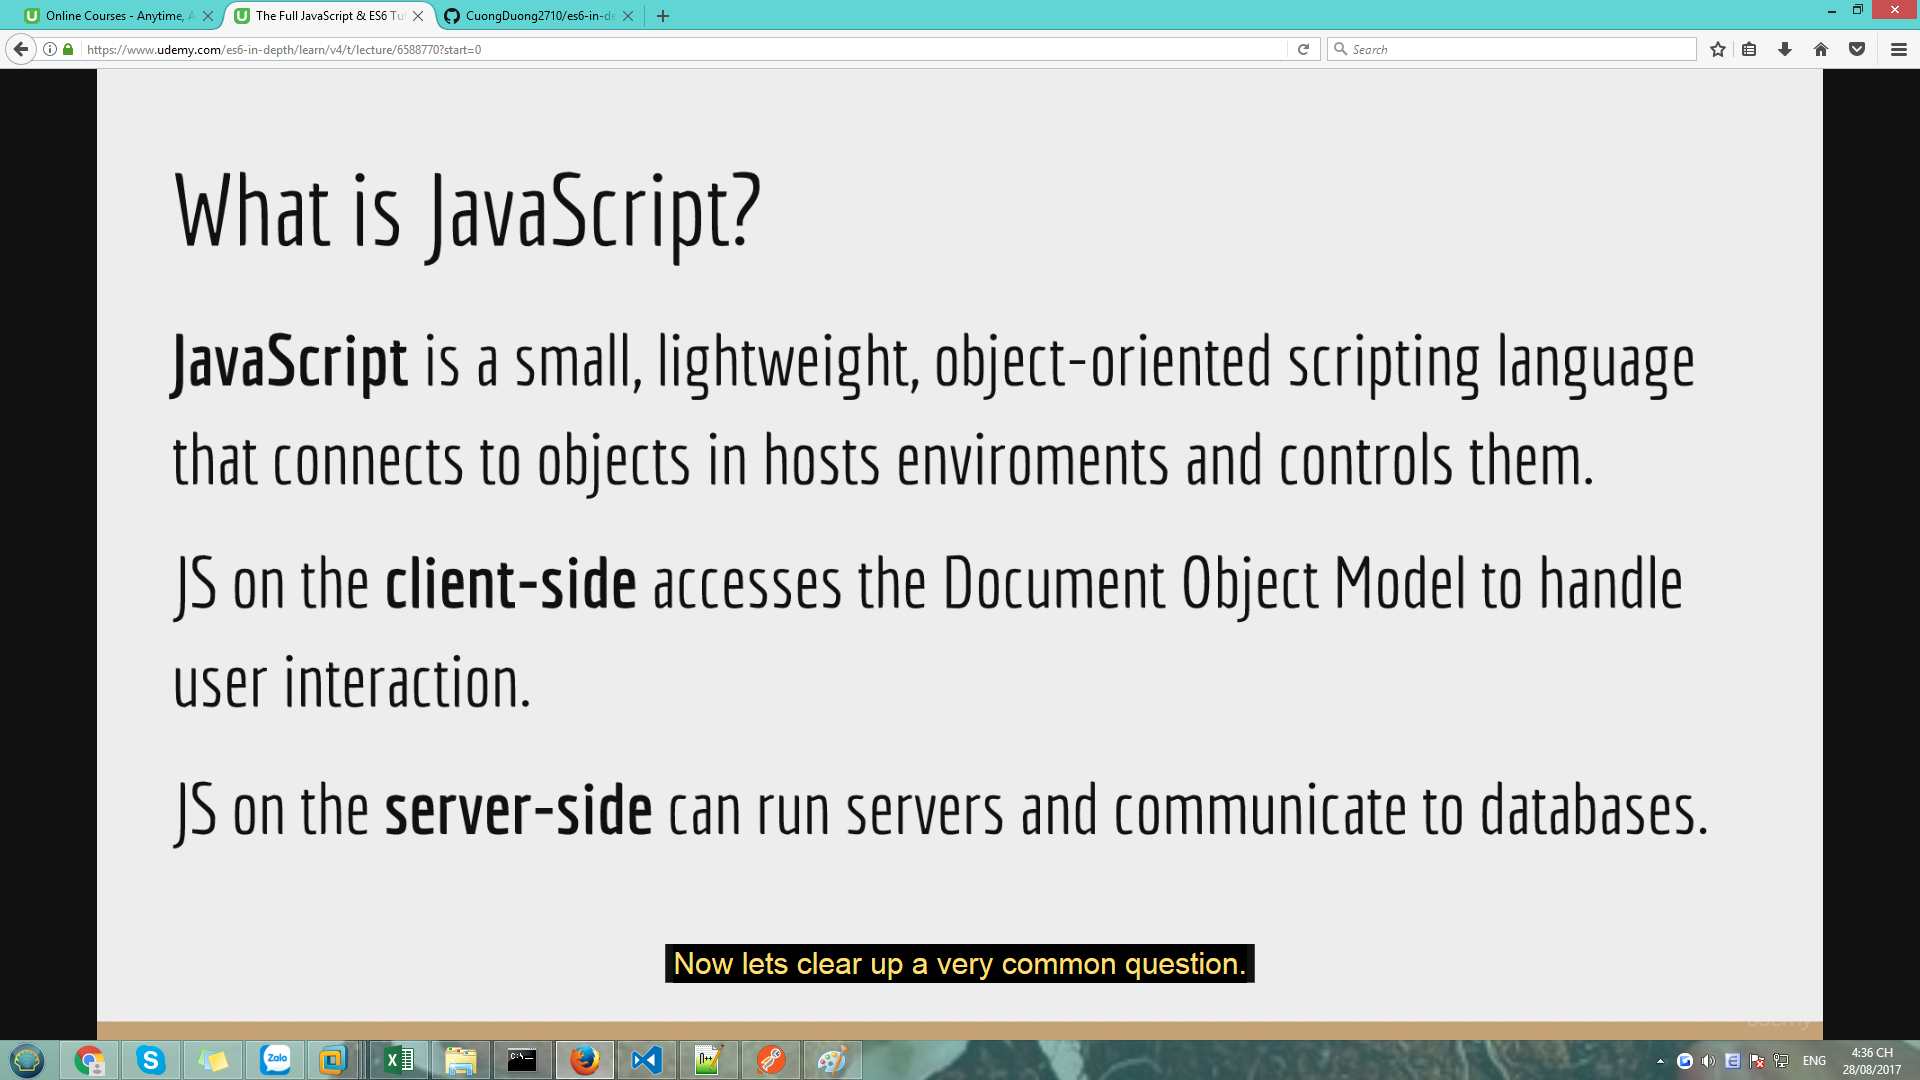 Online Courses - Anytime, A
The Full JavaScript & ES6 Tut
CuongDuong2710/es6-in-de
https://www.udemy.com/es6-in-depth/learn/v4/t/lecture/6588770?start=0
Search
What is JavaScript?
JavaScript is a small, lightweight, object-oriented scripting language
that connects to objects in hosts enviroments and controls them.
JS on the client-side accesses the Document Object Model to handle
user interaction.
JS on the server-side can run servers and communicate to databases.
Now lets clear up a very common question.
udemy
Zalo
ENG
4:36 CH
28/08/2017